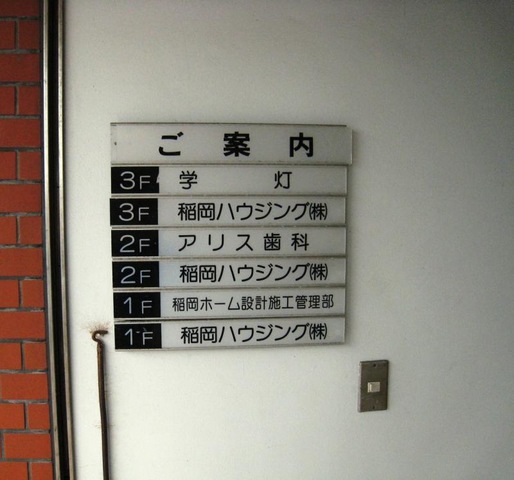 ご案内
3F 学灯
3F 稲岡ハウジング㈱
2F アリス歯科
2F 稲岡ハウジング㈱
1F 稲岡ホーム設計施工管理部
1F 稲岡ハウジング㈱